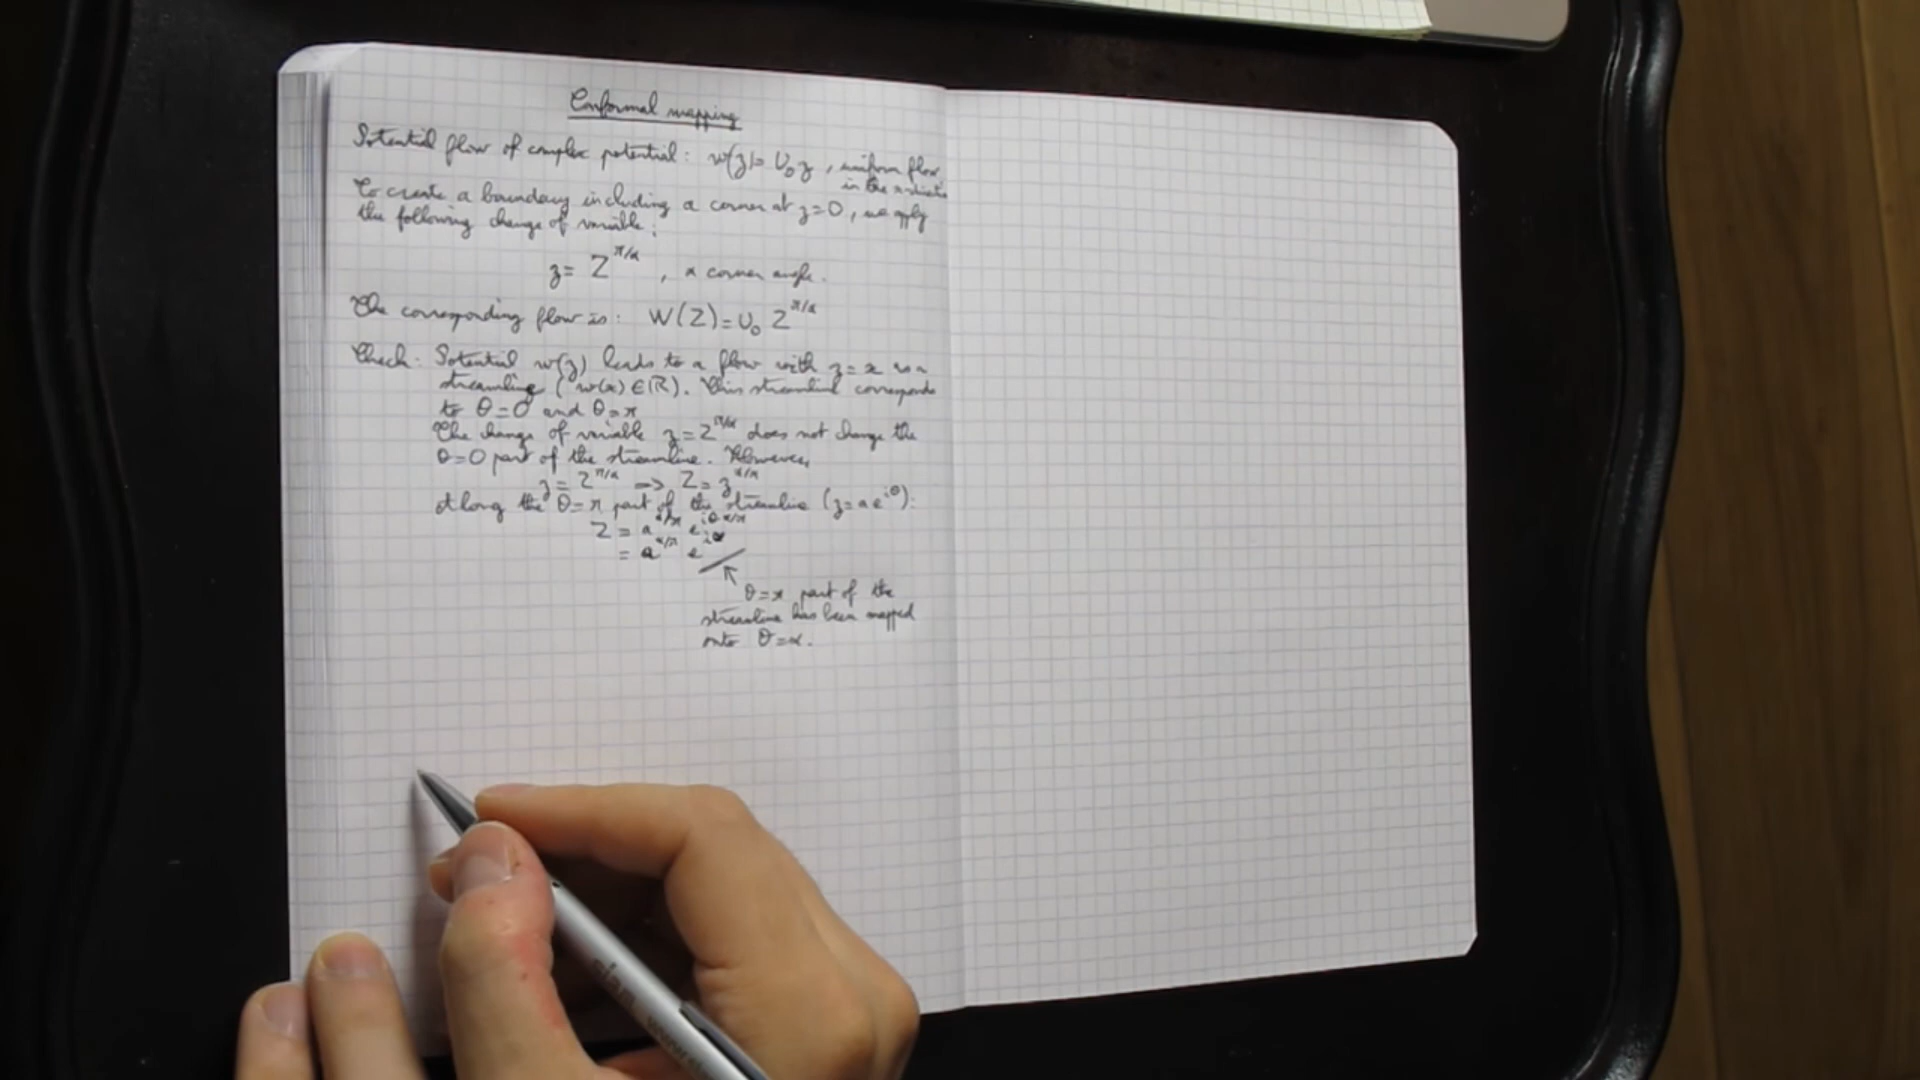 Conformal mapping
Potential flow of complex potential: w(z) = U₀z, uniform flow
in the x-direction
To create a boundary including a corner at z=0, we apply
the following change of variable:
z = Z^{π/α}, α corner angle.
The corresponding flow is: W(Z) = U₀ Z^{π/α}
Check: Potential w(z) leads to a flow with z = x as a
streamline (w(x) ∈ ℝ). This streamline corresponds
to θ=0 and θ=π
The change of variable z = Z^{π/α} does not change the
θ=0 part of the streamline. However,
z = Z^{π/α} → Z = z^{α/π}
Along the θ=π part of the streamline (z = a e^{iθ}):
Z = a^{α/π} e^{iθα/π}
= a^{α/π} e^{iα}
θ=π part of the
streamline has been mapped
onto θ=α.